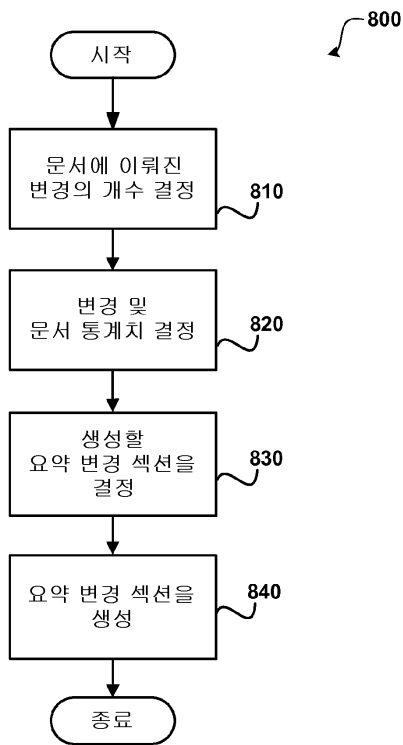 800
시작
문서에 이뤄진
변경의 개수 결정
810
변경 및
문서 통계치 결정
820
생성할
요약 변경 섹션을
결정
830
요약 변경 섹션을
생성
840
종료